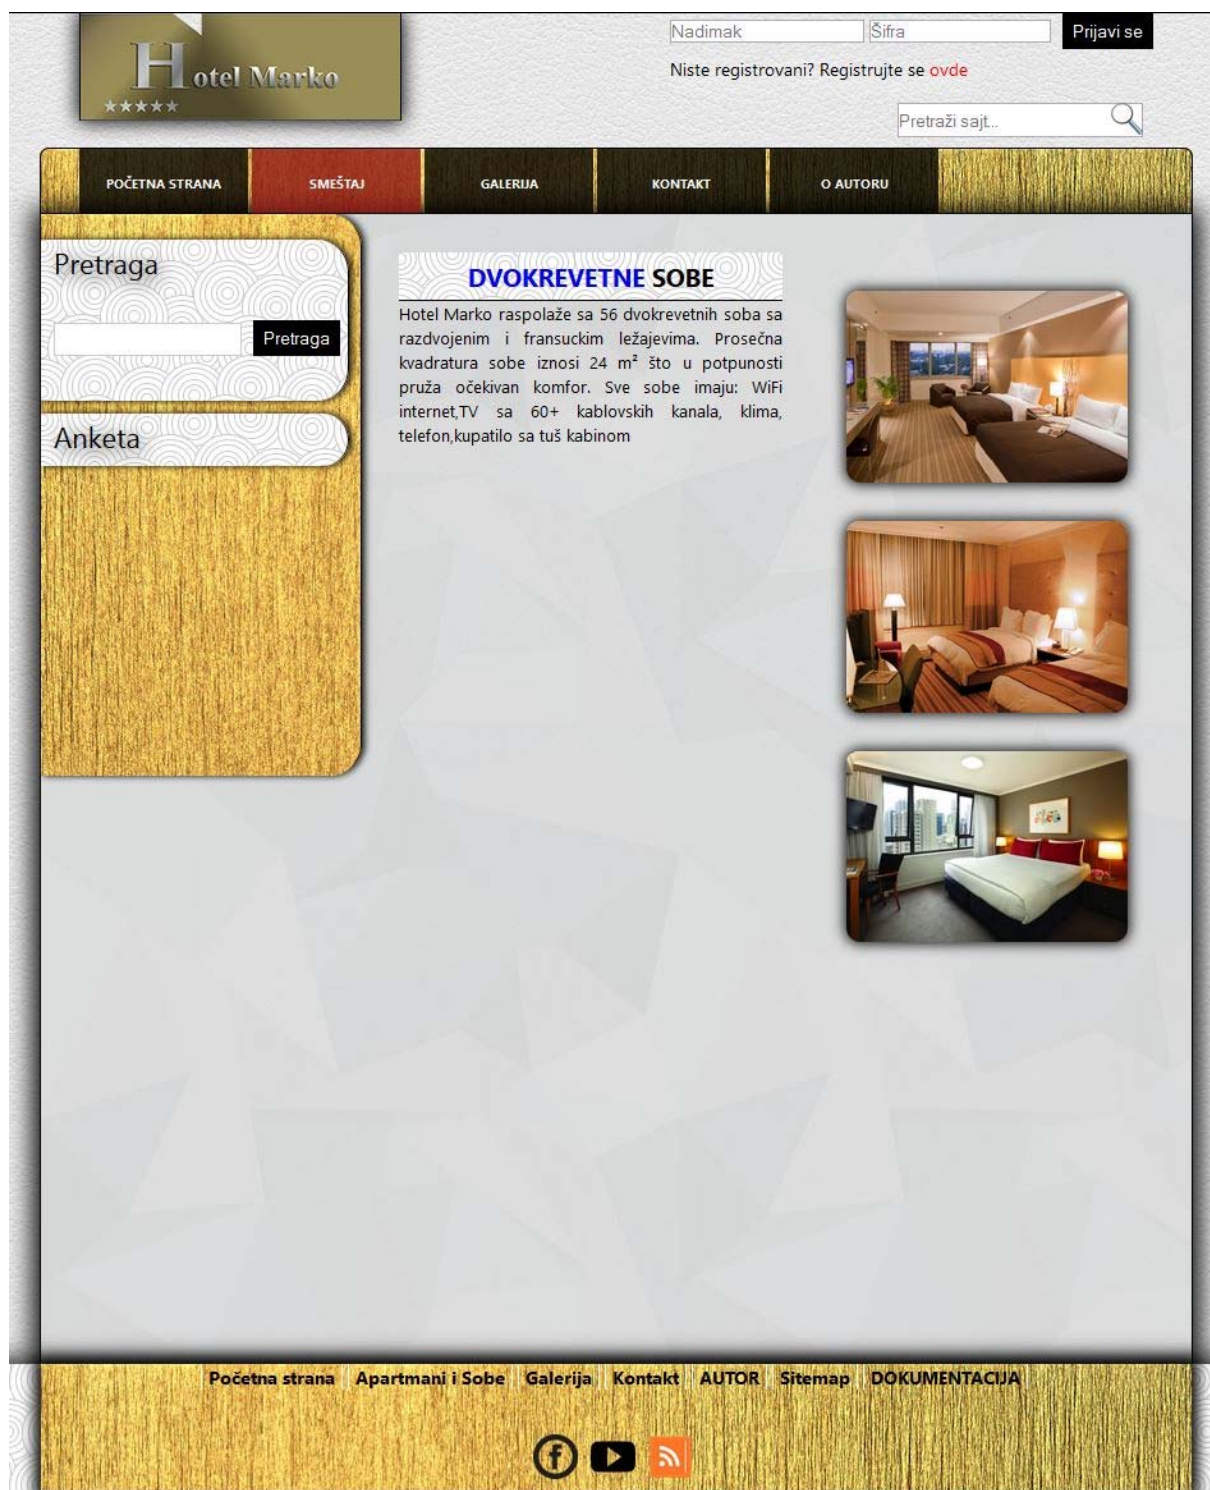 Hotel Marko
★★★★★
Nadimak Šifra Prijavi se
Niste registrovani? Registrujte se ovde
Pretraži sajt...
POČETNA STRANA SMEŠTAJ GALERIJA KONTAKT O AUTORU
Pretraga
Pretraga
Anketa
DVOKREVETNE SOBE
Hotel Marko raspolaže sa 56 dvokrevetnih soba sa
razdvojenim i fransuckim ležajevima. Prosečna
kvadratura sobe iznosi 24 m² što u potpunosti
pruža očekivan komfor. Sve sobe imaju: WiFi
internet,TV sa 60+ kablovskih kanala, klima,
telefon,kupatilo sa tuš kabinom
Početna strana Apartmani i Sobe Galerija Kontakt AUTOR Sitemap DOKUMENTACIJA